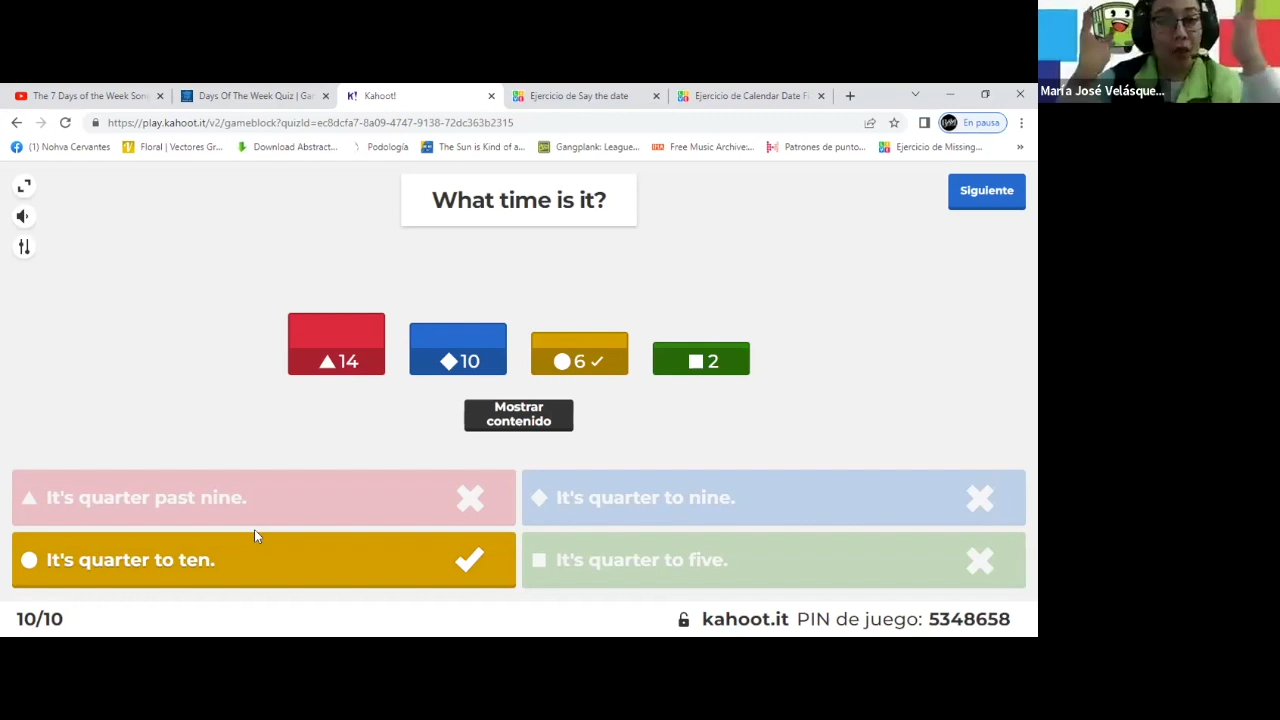 María José Velásque...
The 7 Days of the Week Son
Days Of The Week Quiz | Gar
Kahoot!
Ejercicio de Say the date
Ejercicio de Calendar Date Fi
https://play.kahoot.it/v2/gameblock?quizId=ec8dcfa7-8a09-4747-9138-72dc363b2315
En pausa
(1) Nohva Cervantes
Floral | Vectores Gr...
Download Abstract...
Podología
The Sun is Kind of a...
Gangplank: League...
Free Music Archive:...
Patrones de punto...
Ejercicio de Missing...
»
What time is it?
Siguiente
14
10
6
2
Mostrar
contenido
It's quarter past nine.
It's quarter to nine.
It's quarter to ten.
It's quarter to five.
10/10
kahoot.it PIN de juego: 5348658